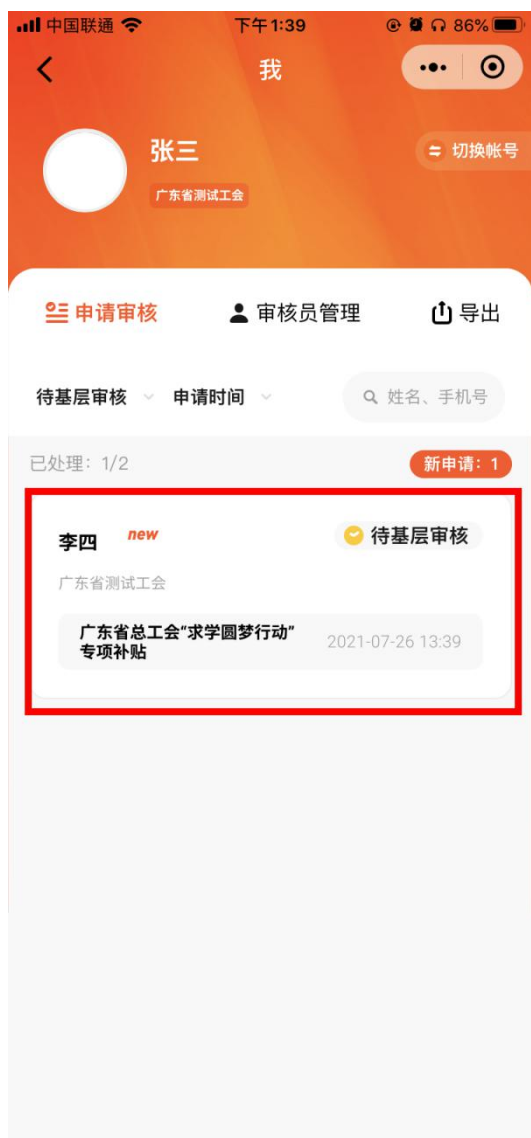 中国联通 下午1:39 86%
我
张三
切换帐号
广东省测试工会
申请审核 审核员管理 导出
待基层审核 申请时间 姓名、手机号
已处理：1/2 新申请：1
李四 new 待基层审核
广东省测试工会
广东省总工会“求学圆梦行动”
专项补贴 2021-07-26 13:39